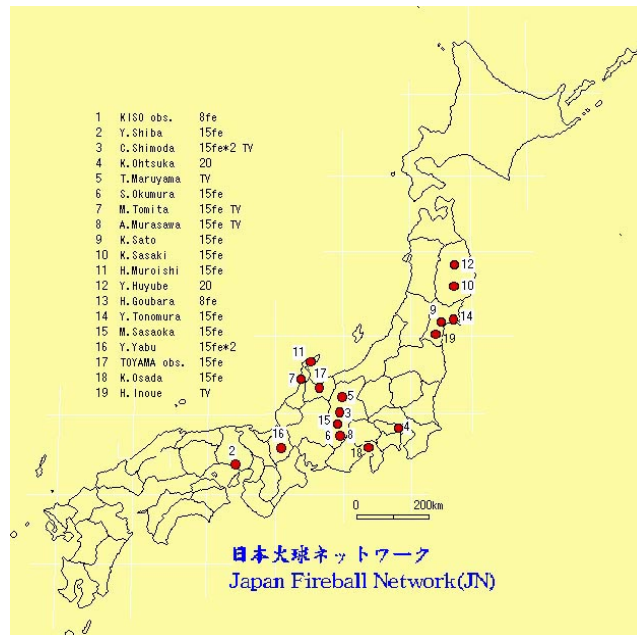 1 KISO obs. 8fe
2 Y.Shiba 15fe
3 C.Shimoda 15fe*2 TV
4 K.Ohtsuka 20
5 T.Maruyama TV
6 S.Okumura 15fe
7 M.Tomita 15fe TV
8 A.Murasawa 15fe TV
9 K.Sato 15fe
10 K.Sasaki 15fe
11 H.Muroishi 15fe
12 Y.Huyube 20
13 H.Goubara 8fe
14 Y.Tonomura 15fe
15 M.Sasaoka 15fe
16 Y.Yabu 15fe*2
17 TOYAMA obs. 15fe
18 K.Osada 15fe
19 H.Inoue TV
12
10
9
14
19
11
7
17
5
3
15
4
6
8
16
18
2
0 200km
日本火球ネットワーク
Japan Fireball Network(JN)